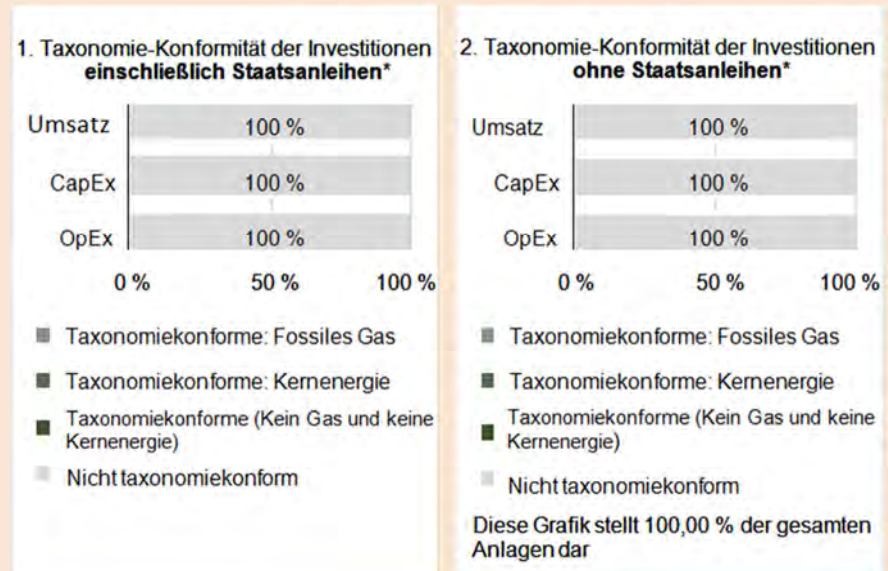 1. Taxonomie-Konformität der Investitionen
einschließlich Staatsanleihen*
Umsatz 100 %
CapEx 100 %
OpEx 100 %
0 % 50 % 100 %
Taxonomiekonforme: Fossiles Gas
Taxonomiekonforme: Kernenergie
Taxonomiekonforme (Kein Gas und keine
Kernenergie)
Nicht taxonomiekonform
2. Taxonomie-Konformität der Investitionen
ohne Staatsanleihen*
Umsatz 100 %
CapEx 100 %
OpEx 100 %
0 % 50 % 100 %
Taxonomiekonforme: Fossiles Gas
Taxonomiekonforme: Kernenergie
Taxonomiekonforme (Kein Gas und keine
Kernenergie)
Nicht taxonomiekonform
Diese Grafik stellt 100,00 % der gesamten
Anlagen dar